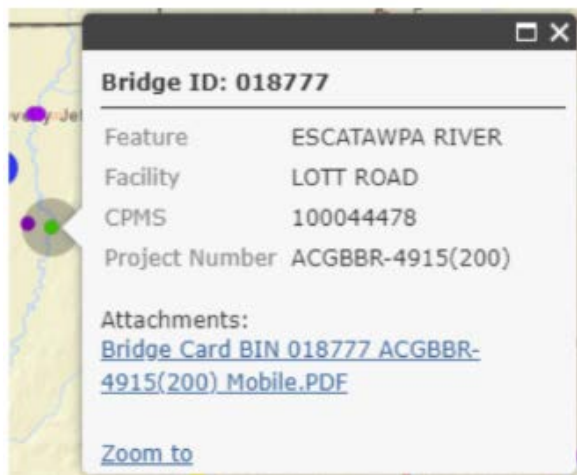 Bridge ID: 018777
Feature ESCATAWPA RIVER
Facility LOTT ROAD
CPMS 100044478
Project Number ACGBBR-4915(200)
Attachments:
Bridge Card BIN 018777 ACGBBR-
4915(200) Mobile.PDF
Zoom to